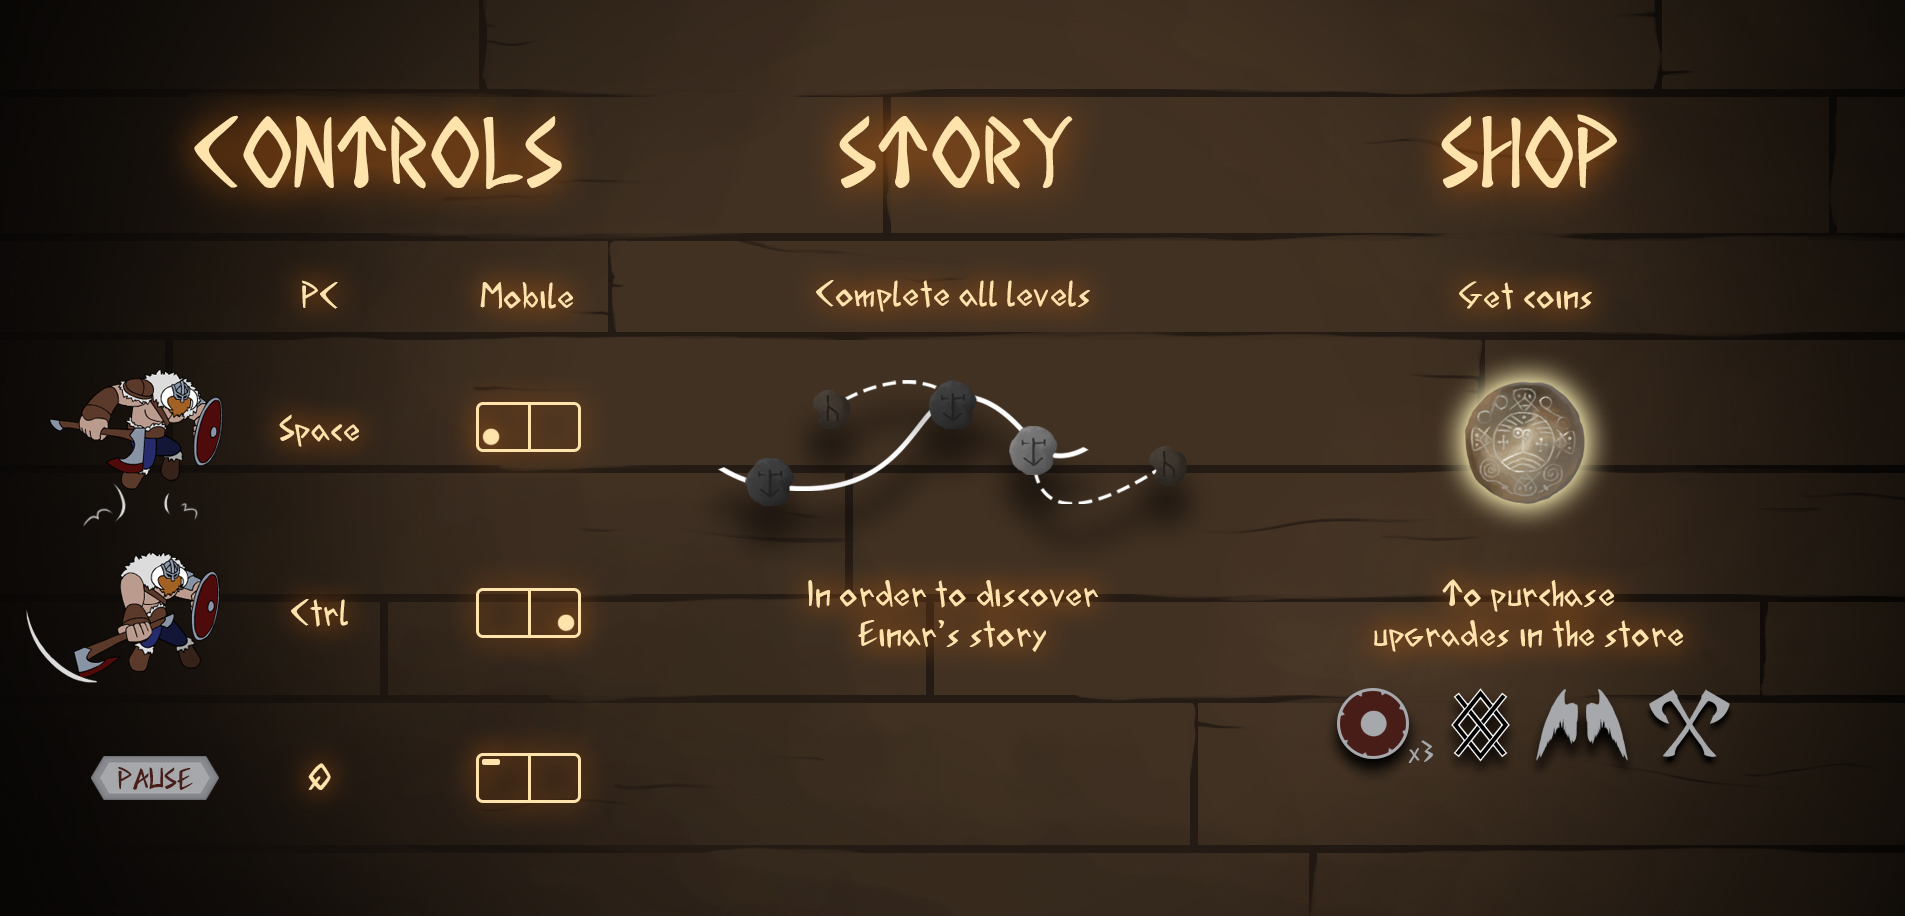 CONTROLS
STORY
SHOP
PC
Mobile
Complete all levels
Get coins
Space
Ctrl
In order to discover
Einar's story
To purchase
upgrades in the store
x3
PAUSE
Q